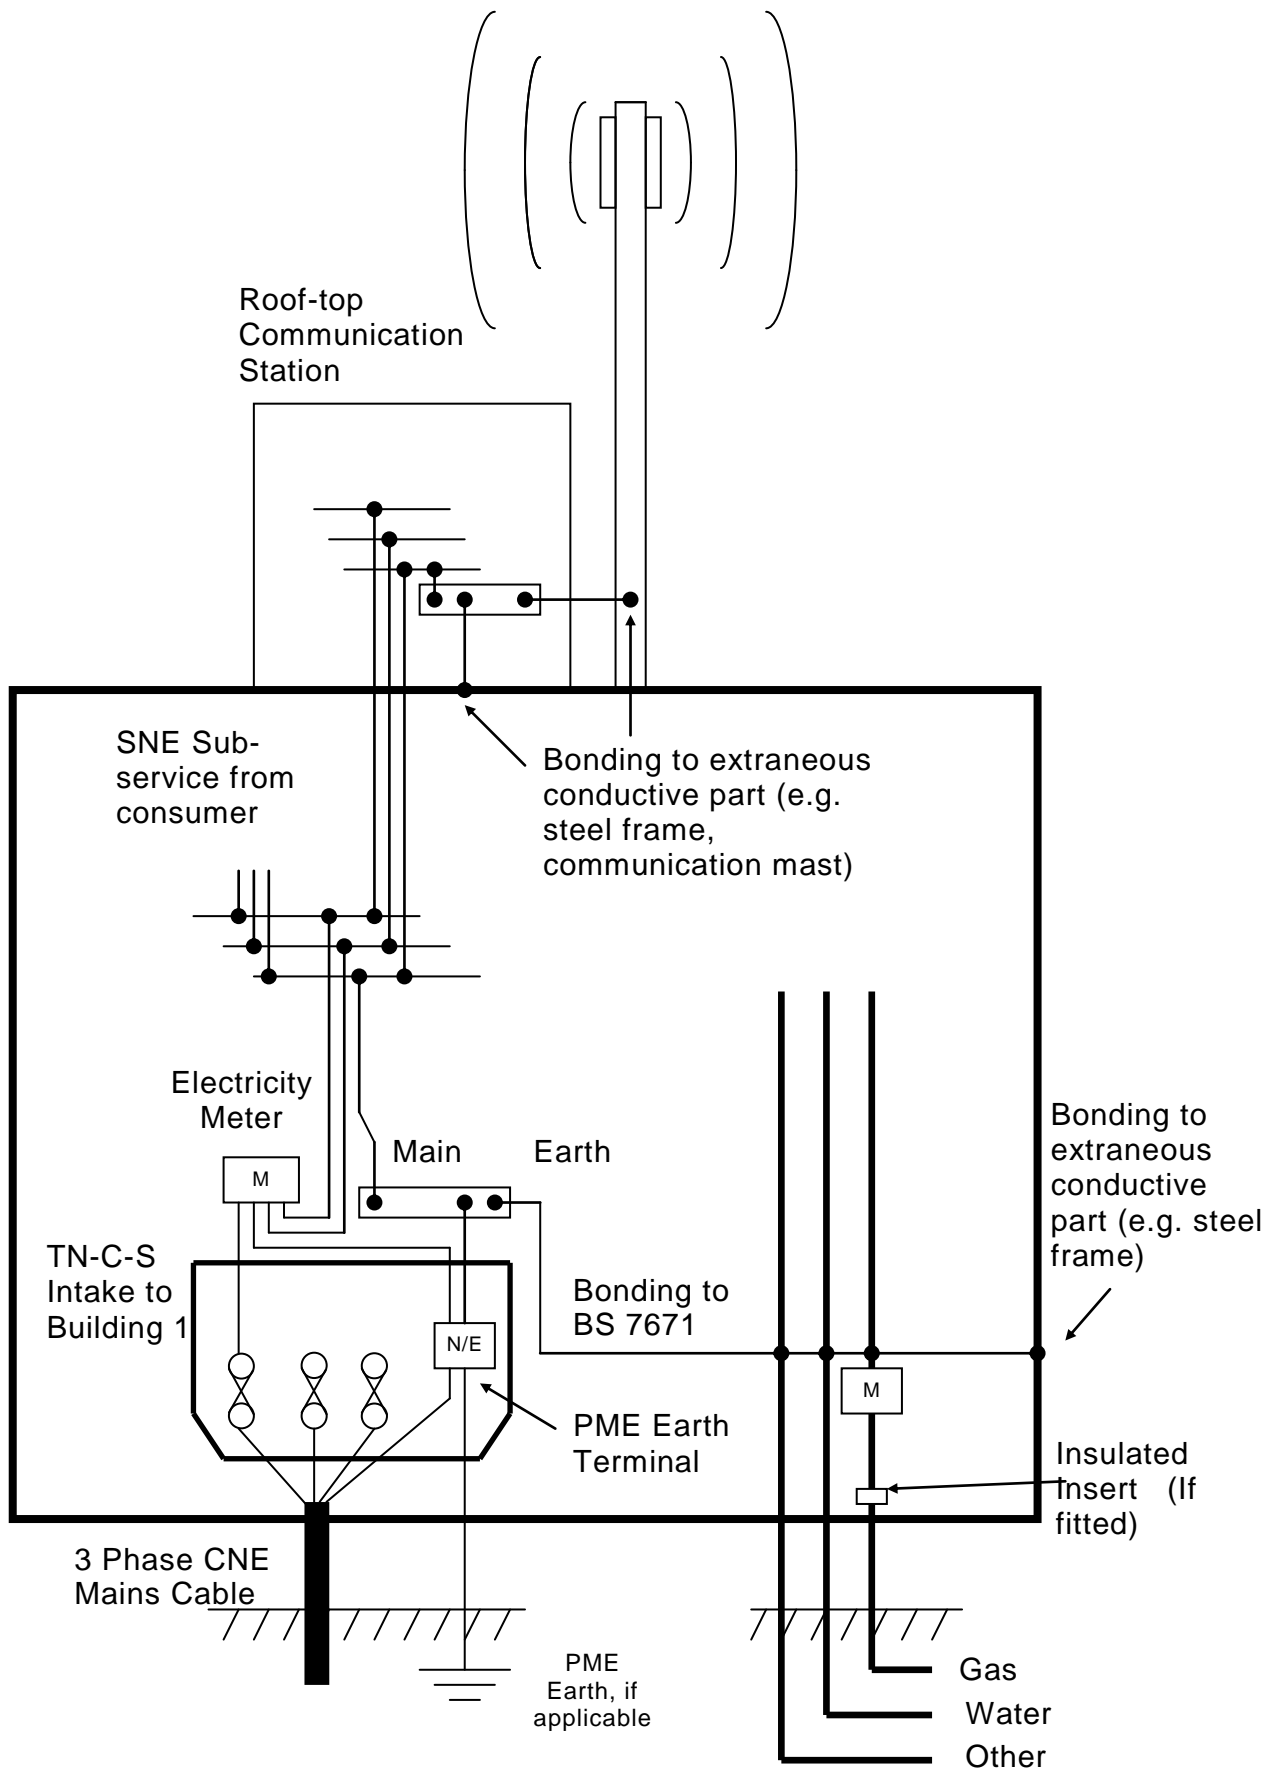 Roof-top
Communication
Station
SNE Sub-
service from
consumer
Bonding to extraneous
conductive part (e.g.
steel frame,
communication mast)
Electricity
Meter
M
Main Earth
Bonding to
extraneous
conductive
part (e.g. steel
frame)
TN-C-S
Intake to
Building 1
Bonding to
BS 7671
N/E
M
PME Earth
Terminal
Insulated
Insert (If
fitted)
3 Phase CNE
Mains Cable
PME
Earth, if
applicable
Gas
Water
Other